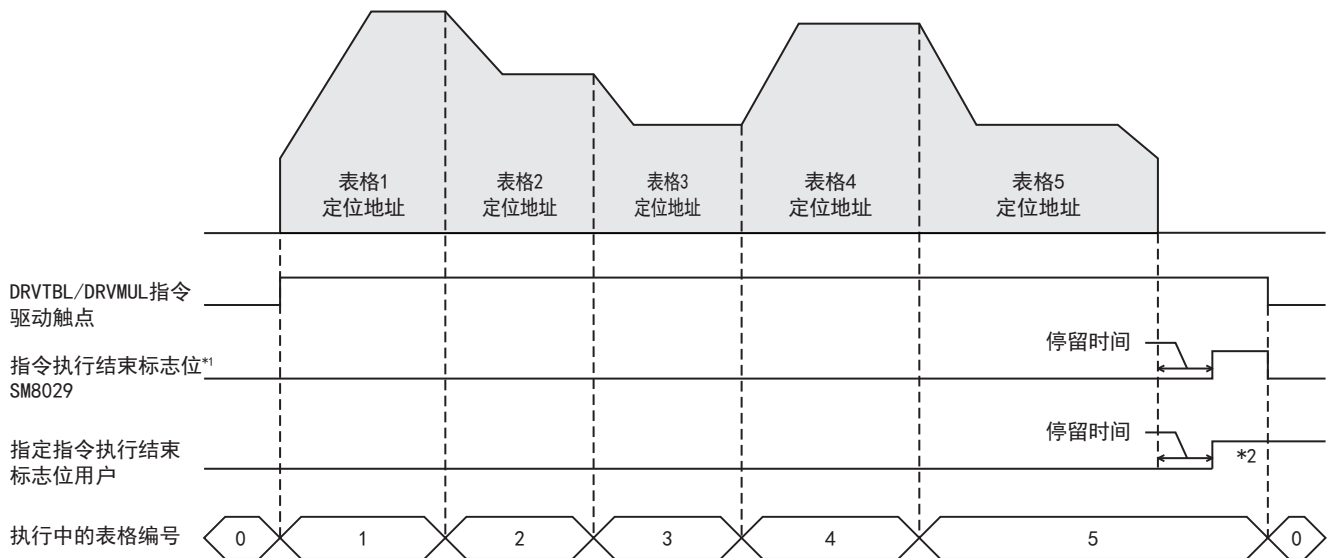 表格1
定位地址
表格2
定位地址
表格3
定位地址
表格4
定位地址
表格5
定位地址
DRVTBL/DRVMUL指令
驱动触点
停留时间
指令执行结束标志位*1
SM8029
停留时间
指定指令执行结束
标志位用户
*2
执行中的表格编号
0
1
2
3
4
5
0